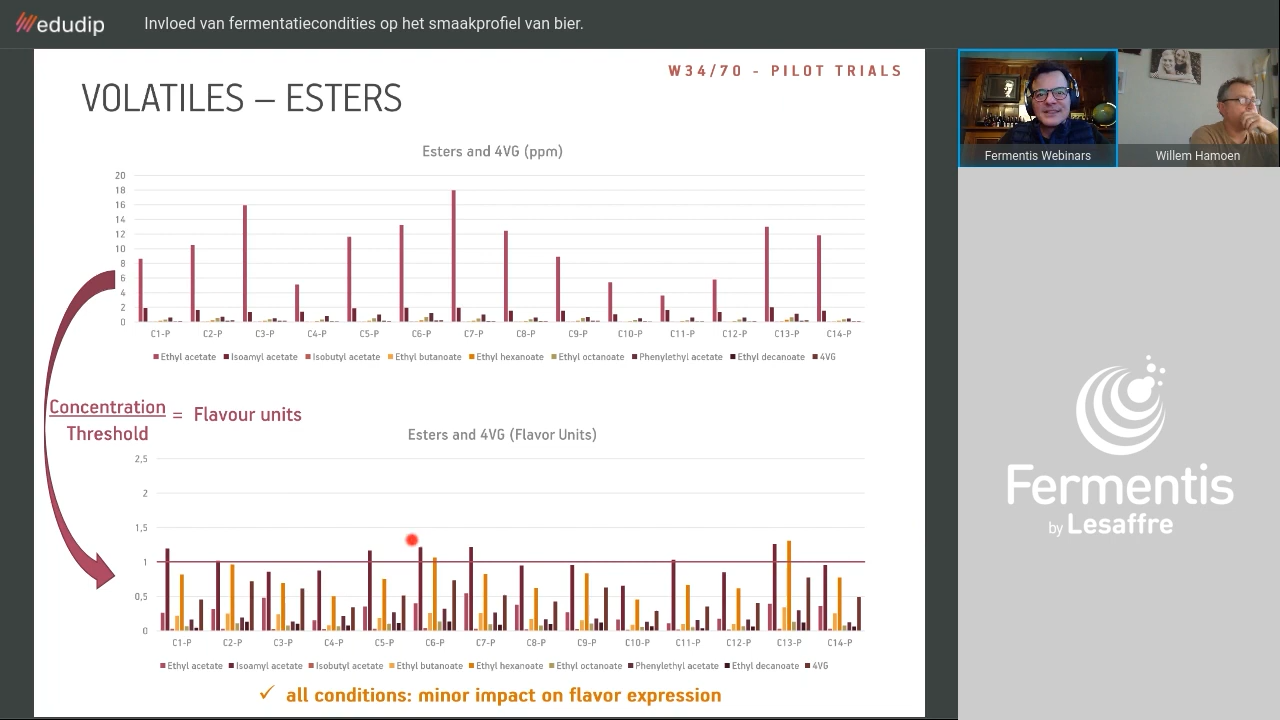 edudip
Invloed van fermentatiecondities op het smaakprofiel van bier.
W34/70 - PILOT TRIALS
VOLATILES – ESTERS
Esters and 4VG (ppm)
20
18
16
14
12
10
8
6
4
2
0
C1-P C2-P C3-P C4-P C5-P C6-P C7-P C8-P C9-P C10-P C11-P C12-P C13-P C14-P
Ethyl acetate Isoamyl acetate Isobutyl acetate Ethyl butanoate Ethyl hexanoate Ethyl octanoate Phenylethyl acetate Ethyl decanoate 4VG
Concentration
Threshold
= Flavour units
Esters and 4VG (Flavor Units)
2,5
2
1,5
1
0,5
0
C1-P C2-P C3-P C4-P C5-P C6-P C7-P C8-P C9-P C10-P C11-P C12-P C13-P C14-P
Ethyl acetate Isoamyl acetate Isobutyl acetate Ethyl butanoate Ethyl hexanoate Ethyl octanoate Phenylethyl acetate Ethyl decanoate 4VG
✓ all conditions: minor impact on flavor expression
Fermentis Webinars
Willem Hamoen
Fermentis
by Lesaffre